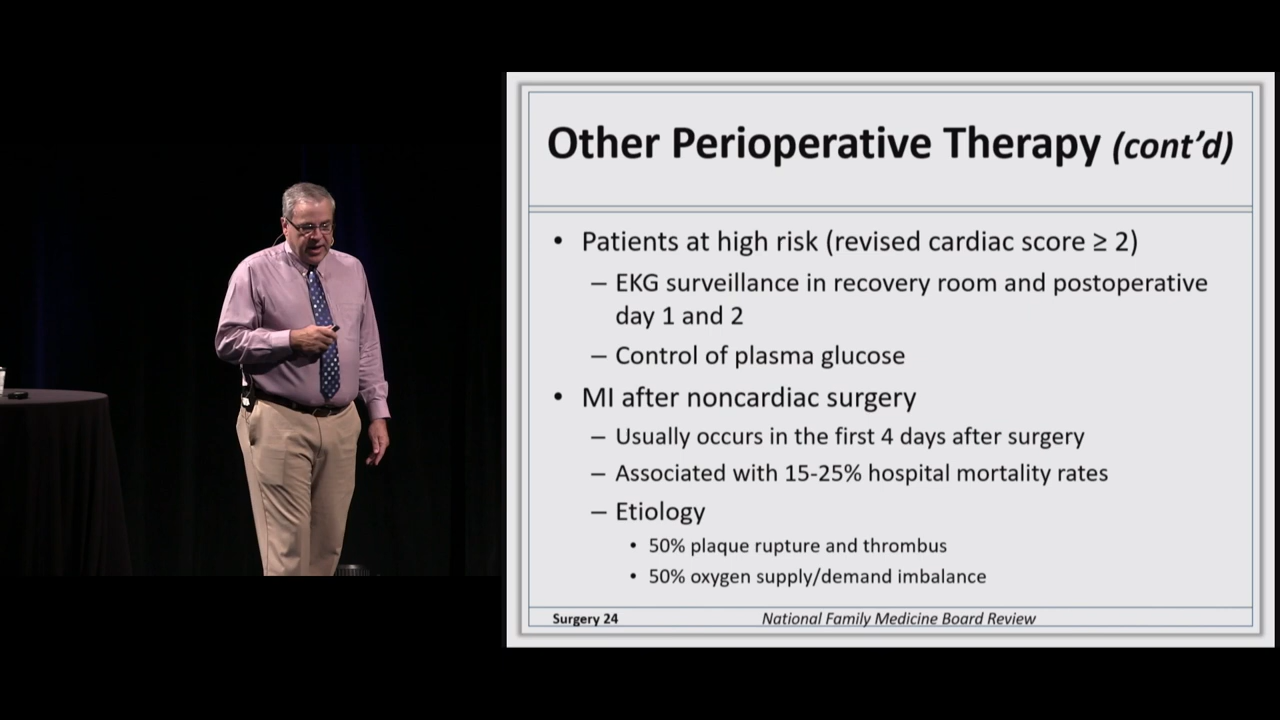 Other Perioperative Therapy (cont’d)
• Patients at high risk (revised cardiac score ≥ 2)
– EKG surveillance in recovery room and postoperative
day 1 and 2
– Control of plasma glucose
• MI after noncardiac surgery
– Usually occurs in the first 4 days after surgery
– Associated with 15-25% hospital mortality rates
– Etiology
• 50% plaque rupture and thrombus
• 50% oxygen supply/demand imbalance
Surgery 24
National Family Medicine Board Review